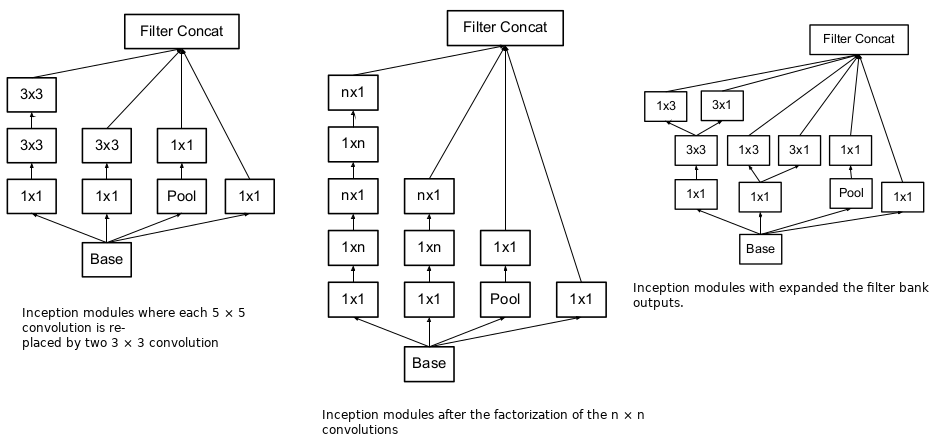 Filter Concat
3x3
3x3 3x3 1x1
1x1 1x1 Pool 1x1
Base
Inception modules where each 5 × 5
convolution is re-
placed by two 3 × 3 convolution
Filter Concat
nx1
1xn
nx1 nx1
1xn 1xn 1x1
1x1 1x1 Pool 1x1
Base
Inception modules after the factorization of the n × n
convolutions
Filter Concat
1x3 3x1
3x3 1x3 3x1 1x1
1x1 1x1 Pool 1x1
Base
Inception modules with expanded the filter bank
outputs.